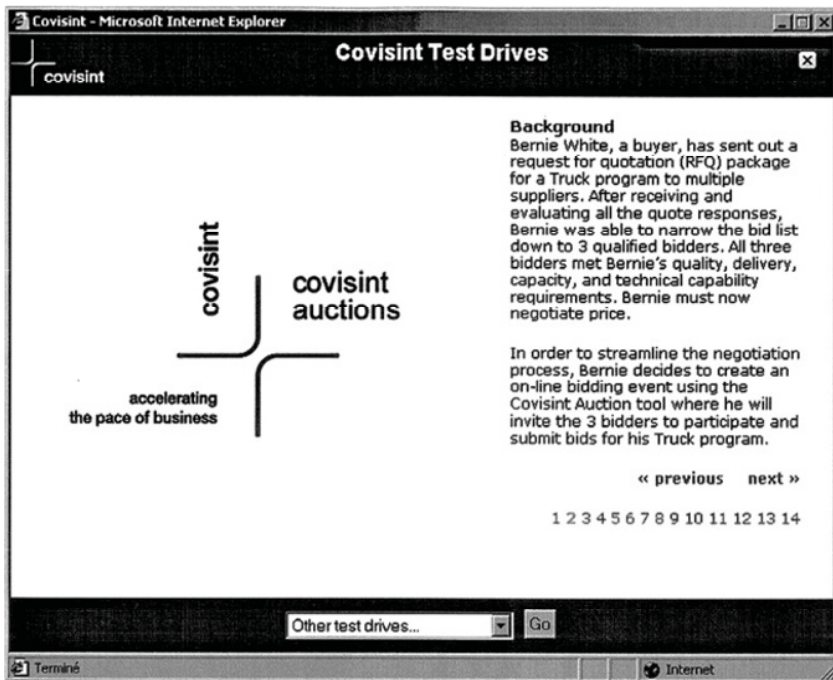 Covisint - Microsoft Internet Explorer
Covisint Test Drives
covisint
covisint
covisint
auctions
accelerating
the pace of business
Background
Bernie White, a buyer, has sent out a
request for quotation (RFQ) package
for a Truck program to multiple
suppliers. After receiving and
evaluating all the quote responses,
Bernie was able to narrow the bid list
down to 3 qualified bidders. All three
bidders met Bernie's quality, delivery,
capacity, and technical capability
requirements. Bernie must now
negotiate price.
In order to streamline the negotiation
process, Bernie decides to create an
on-line bidding event using the
Covisint Auction tool where he will
invite the 3 bidders to participate and
submit bids for his Truck program.
« previous next »
1 2 3 4 5 6 7 8 9 10 11 12 13 14
Other test drives... Go
Terminé Internet